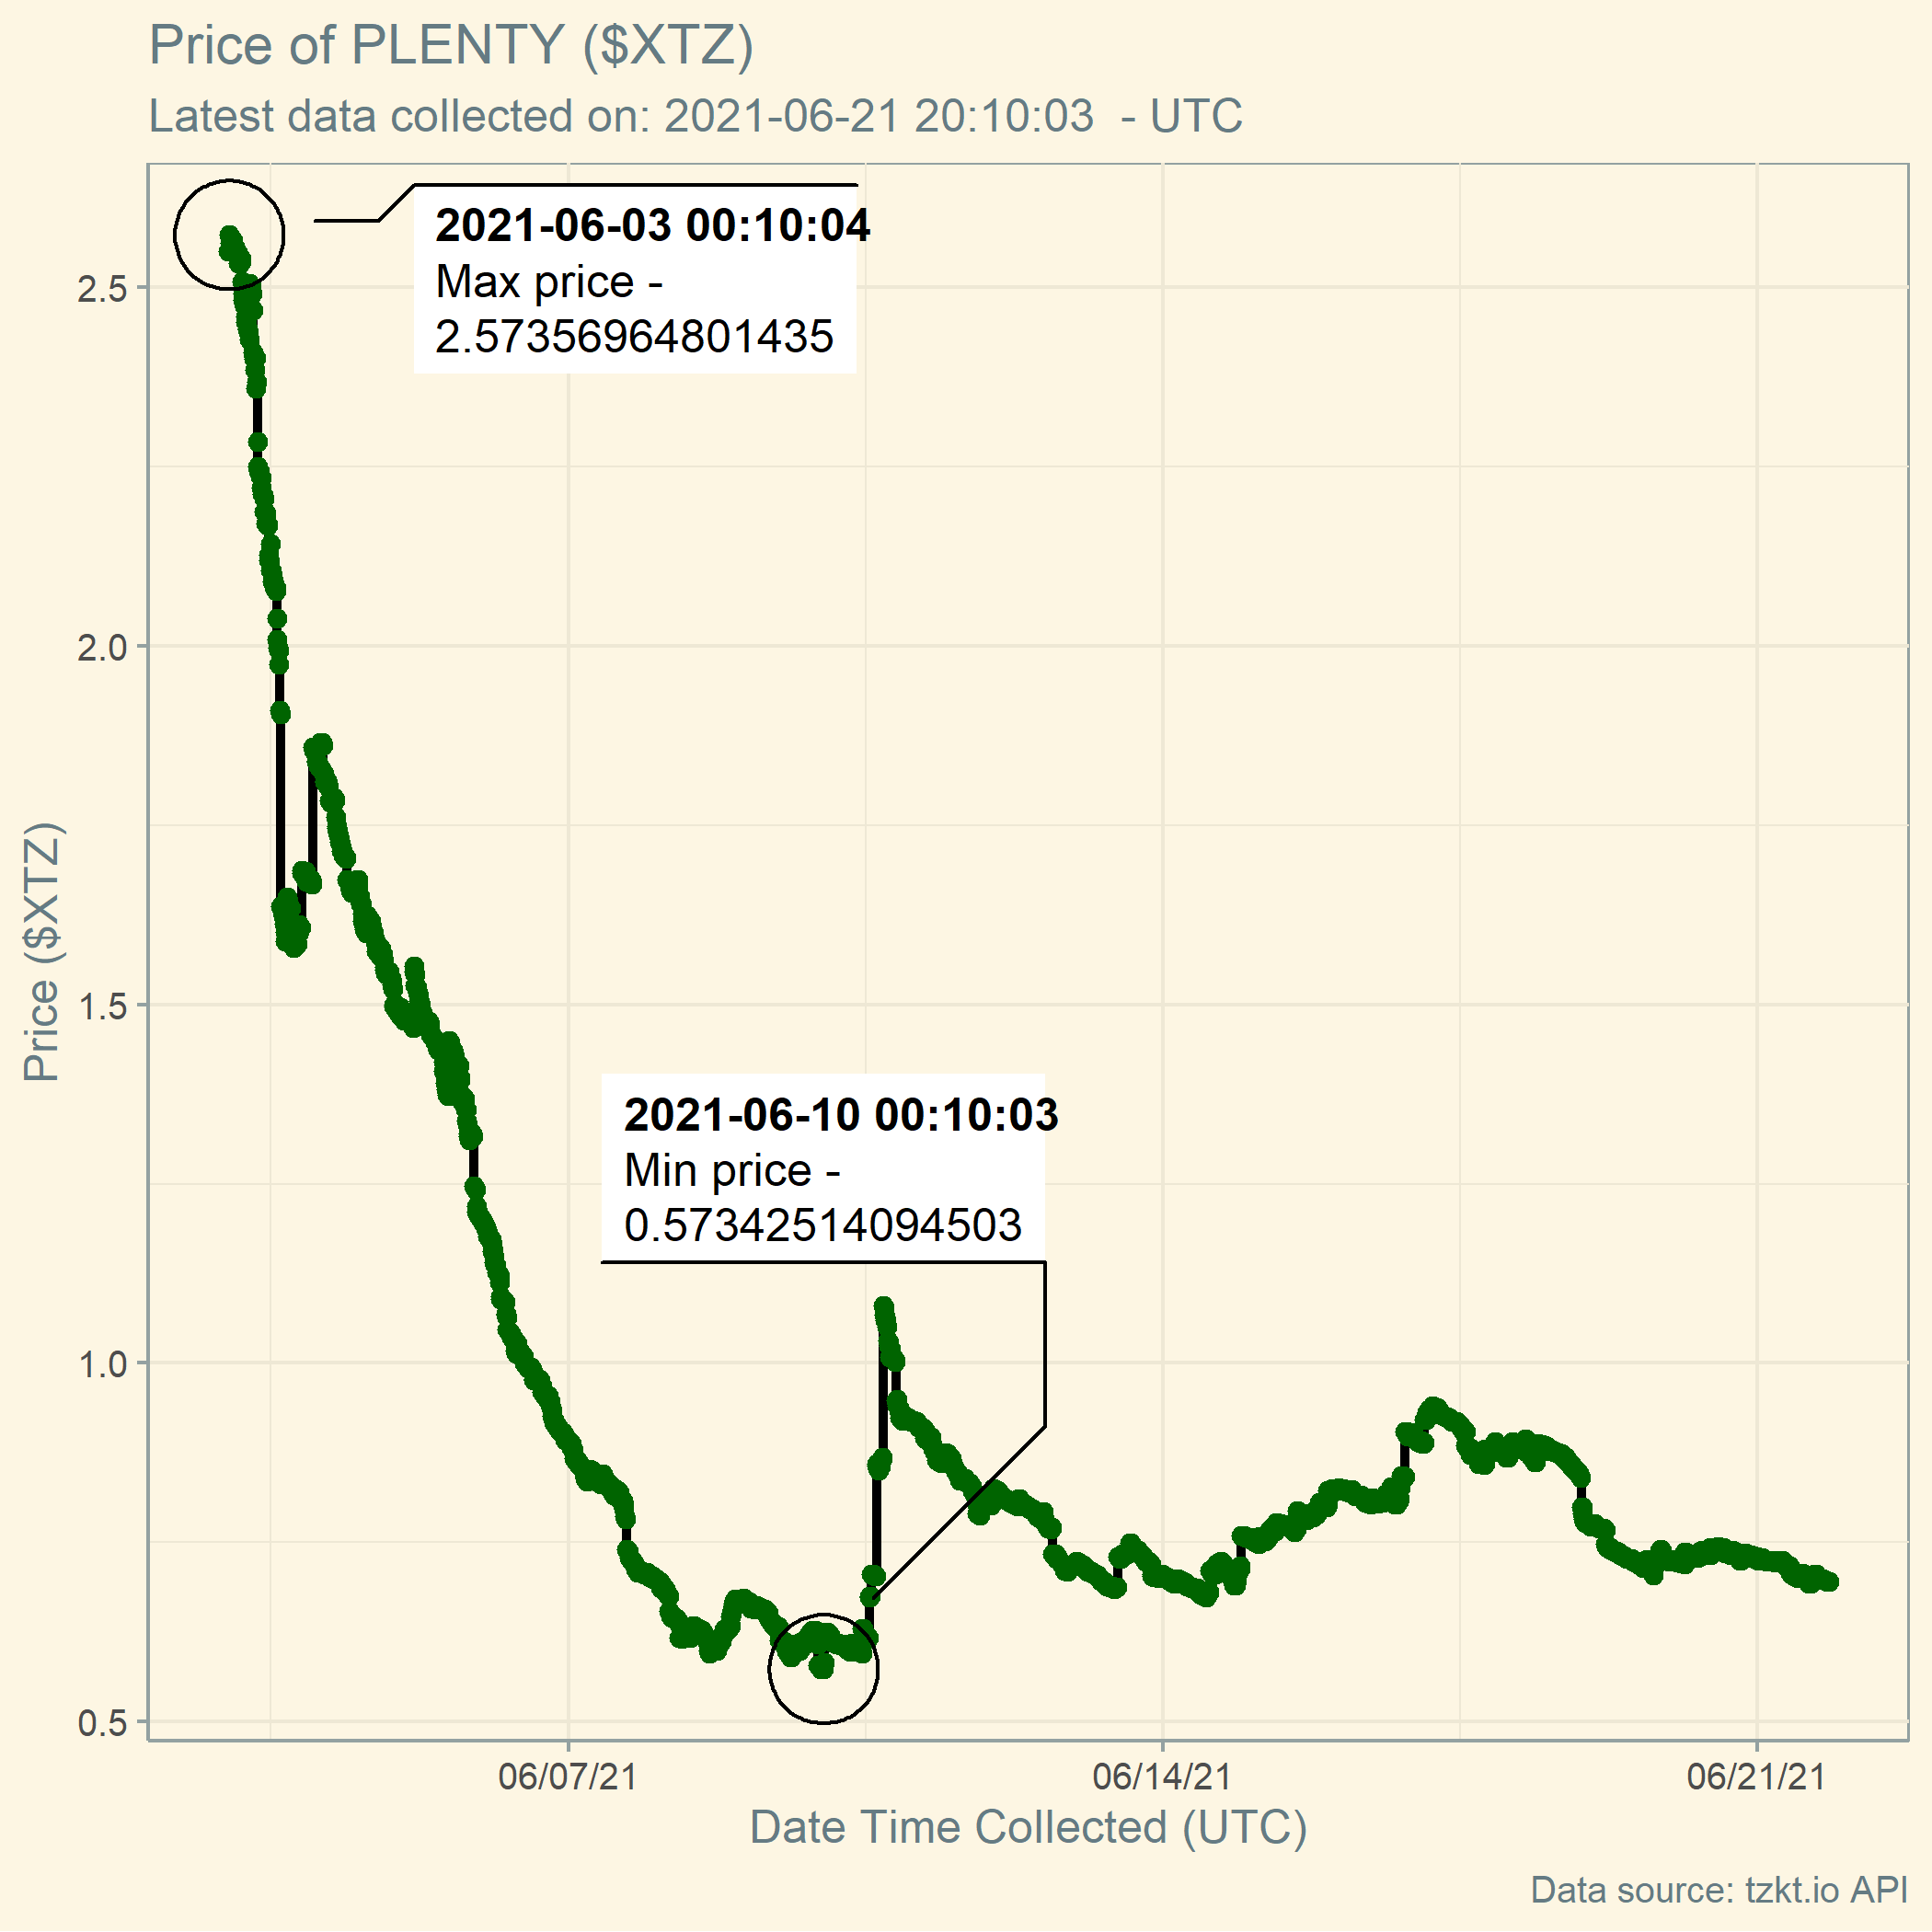 Price of PLENTY ($XTZ)
Latest data collected on: 2021-06-21 20:10:03  - UTC
2021-06-03 00:10:04
Max price -
2.57356964801435
2021-06-10 00:10:03
Min price -
0.57342514094503
Price ($XTZ)
2.5
2.0
1.5
1.0
0.5
06/07/21
06/14/21
06/21/21
Date Time Collected (UTC)
Data source: tzkt.io API